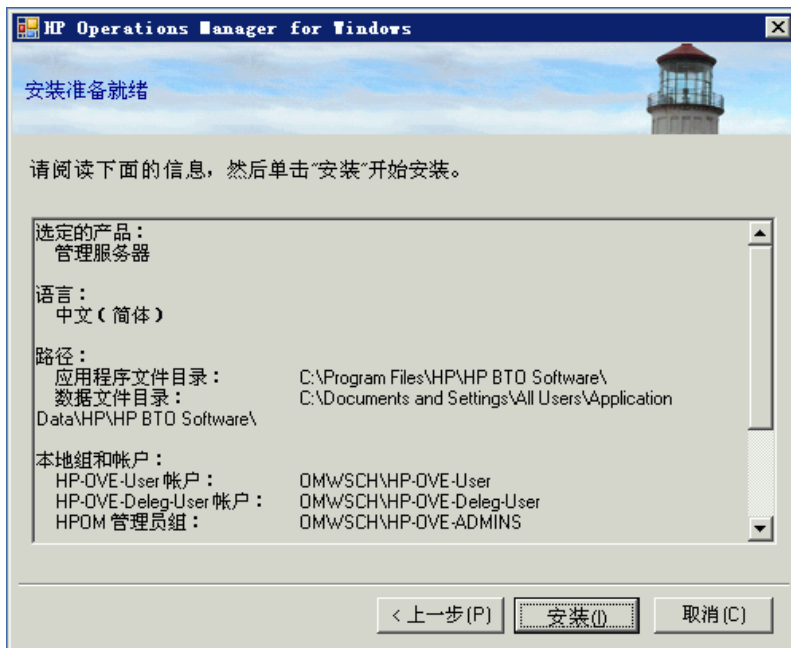 HP Operations Manager for Windows
安装准备就绪
请阅读下面的信息，然后单击“安装”开始安装。
选定的产品：
管理服务器
语言：
中文（简体）
路径：
应用程序文件目录： C:\Program Files\HP\HP BTO Software\
数据文件目录： C:\Documents and Settings\All Users\Application
Data\HP\HP BTO Software\
本地组和帐户：
HP-OVE-User 帐户： OMWSCH\HP-OVE-User
HP-OVE-Deleg-User 帐户： OMWSCH\HP-OVE-Deleg-User
HPOM 管理员组： OMWSCH\HP-OVE-ADMINS
< 上一步(P) 安装(I) 取消(C)